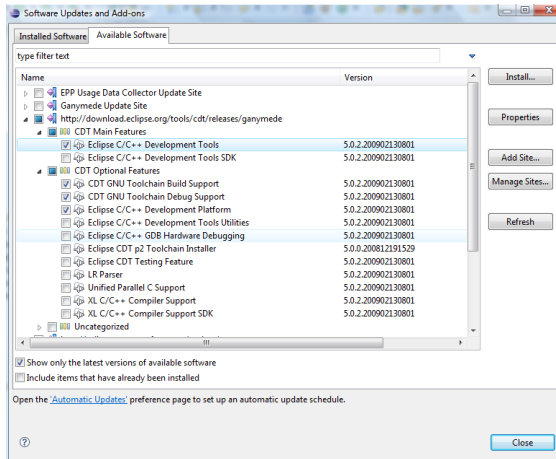 Software Updates and Add-ons
Installed Software Available Software
type filter text
Name Version
Install...
EPP Usage Data Collector Update Site
Ganymede Update Site
Properties
http://download.eclipse.org/tools/cdt/releases/ganymede
CDT Main Features
Eclipse C/C++ Development Tools 5.0.2.200902130801
Add Site...
Eclipse C/C++ Development Tools SDK 5.0.2.200902130801
CDT Optional Features
Manage Sites...
CDT GNU Toolchain Build Support 5.0.2.200902130801
CDT GNU Toolchain Debug Support 5.0.2.200902130801
Eclipse C/C++ Development Platform 5.0.2.200902130801
Refresh
Eclipse C/C++ Development Tools Utilities 5.0.2.200902130801
Eclipse C/C++ GDB Hardware Debugging 5.0.2.200902130801
Eclipse CDT p2 Toolchain Installer 5.0.0.200812191529
Eclipse CDT Testing Feature 5.0.2.200902130801
LR Parser 5.0.2.200902130801
Unified Parallel C Support 5.0.2.200902130801
XL C/C++ Compiler Support 5.0.2.200902130801
XL C/C++ Compiler Support SDK 5.0.2.200902130801
Uncategorized
Show only the latest versions of available software
Include items that have already been installed
Open the 'Automatic Updates' preference page to set up an automatic update schedule.
? Close